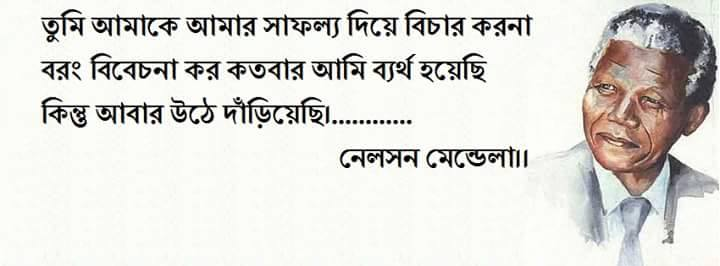 তুমি আমাকে আমার সাফল্য দিয়ে বিচার করনা
বরং বিবেচনা কর কতবার আমি ব্যর্থ হয়েছি
কিন্তু আবার উঠে দাঁড়িয়েছি।............
নেলসন মেন্ডেলা।।